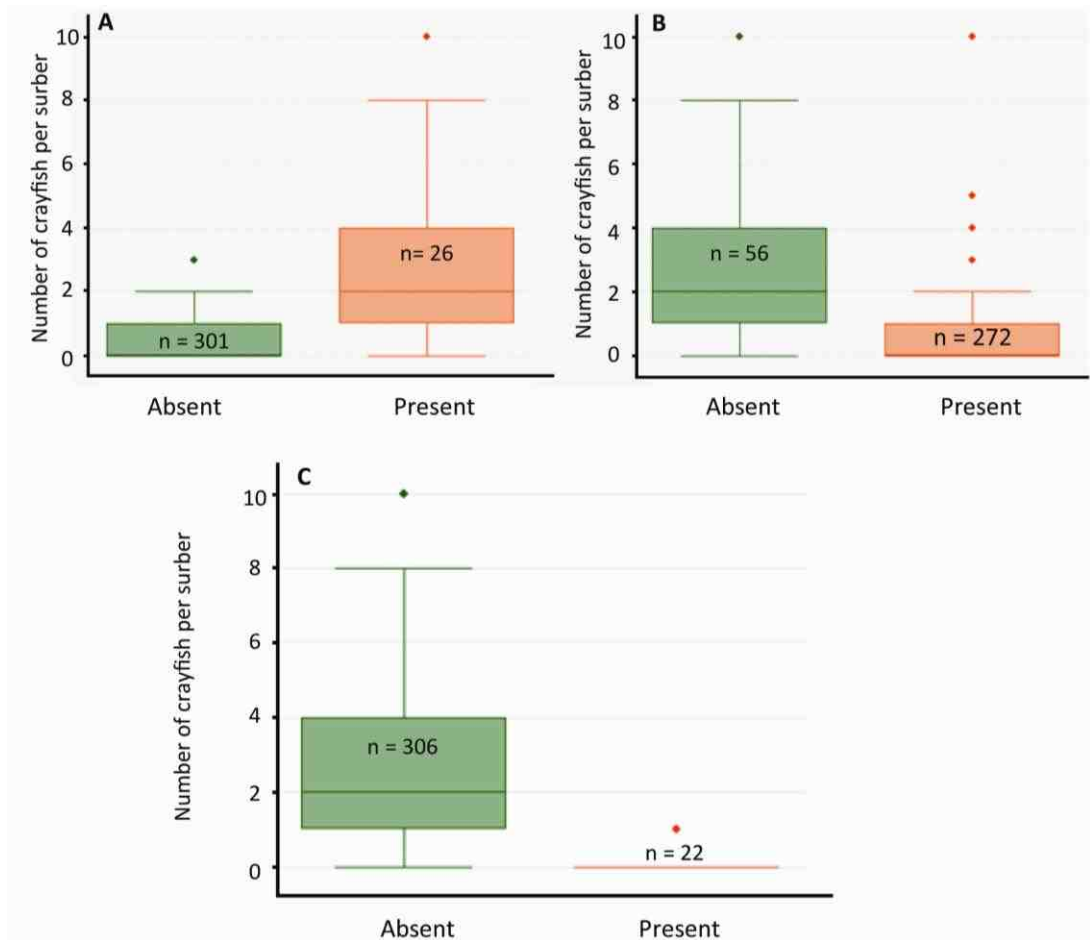 A
Number of crayfish per surber
10
8
6
4
2
0
n = 301
n= 26
Absent
Present
B
Number of crayfish per surber
10
8
6
4
2
0
n = 56
n = 272
Absent
Present
C
Number of crayfish per surber
10
8
6
4
2
0
n = 306
n = 22
Absent
Present